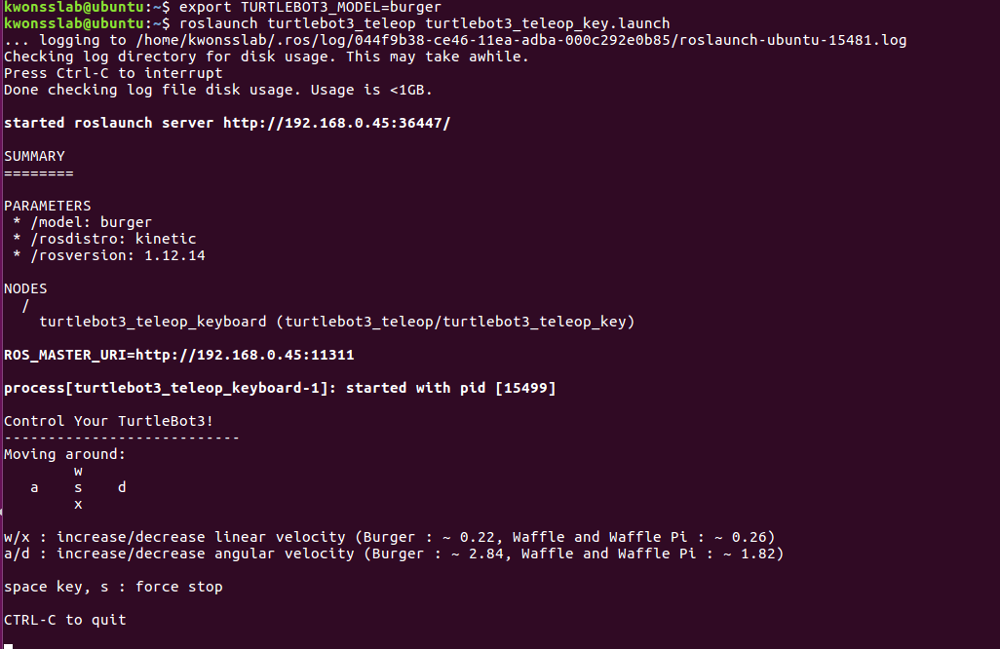 kwonsslab@ubuntu:~$ export TURTLEBOT3_MODEL=burger
kwonsslab@ubuntu:~$ roslaunch turtlebot3_teleop turtlebot3_teleop_key.launch
... logging to /home/kwonsslab/.ros/log/044f9b38-ce46-11ea-adba-000c292e0b85/roslaunch-ubuntu-15481.log
Checking log directory for disk usage. This may take awhile.
Press Ctrl-C to interrupt
Done checking log file disk usage. Usage is <1GB.

started roslaunch server http://192.168.0.45:36447/

SUMMARY
========

PARAMETERS
 * /model: burger
 * /rosdistro: kinetic
 * /rosversion: 1.12.14

NODES
  /
    turtlebot3_teleop_keyboard (turtlebot3_teleop/turtlebot3_teleop_key)

ROS_MASTER_URI=http://192.168.0.45:11311

process[turtlebot3_teleop_keyboard-1]: started with pid [15499]

Control Your TurtleBot3!
---------------------------
Moving around:
        w
   a    s    d
        x

w/x : increase/decrease linear velocity (Burger : ~ 0.22, Waffle and Waffle Pi : ~ 0.26)
a/d : increase/decrease angular velocity (Burger : ~ 2.84, Waffle and Waffle Pi : ~ 1.82)

space key, s : force stop

CTRL-C to quit